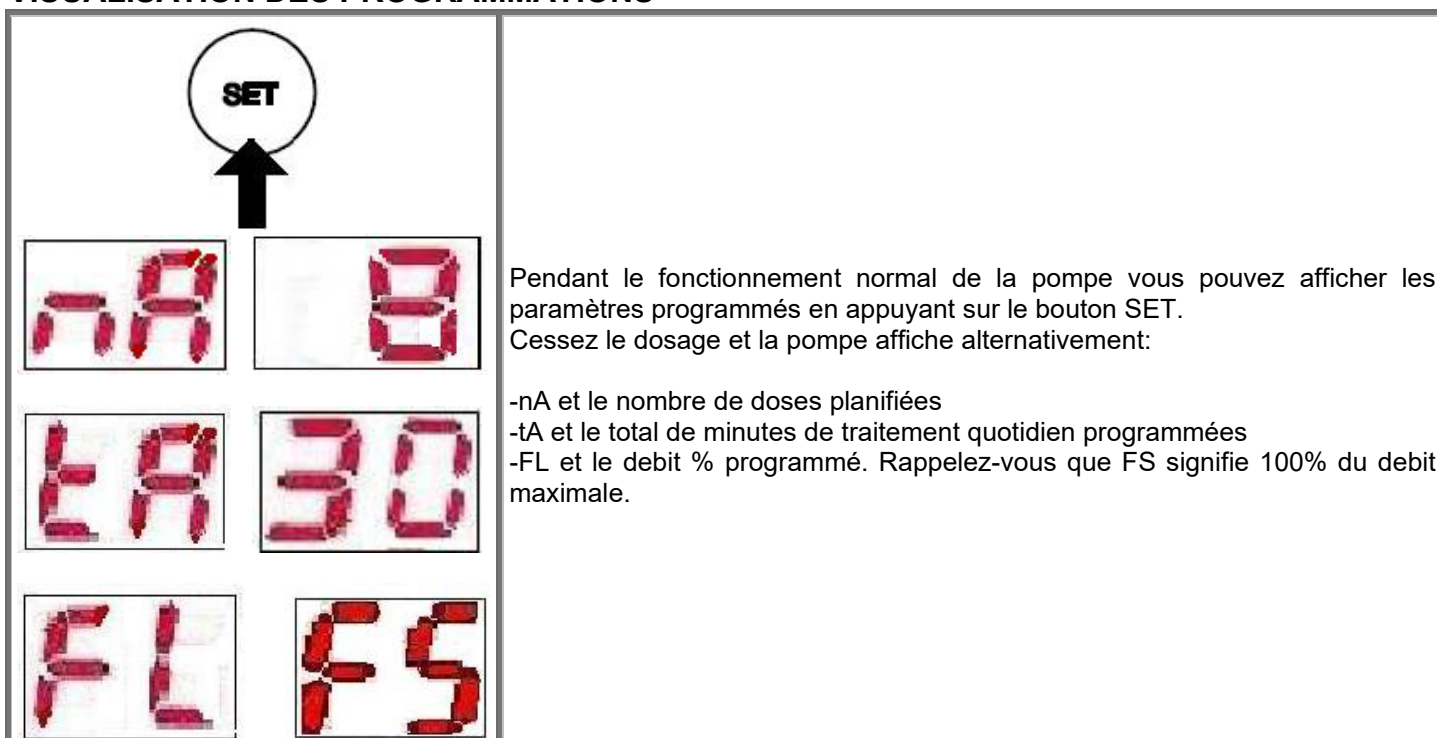 VISUALISATION DES PROGRAMMATIONS
SET
nA 8
tA 30
FL FS
Pendant le fonctionnement normal de la pompe vous pouvez afficher les
paramètres programmés en appuyant sur le bouton SET.
Cessez le dosage et la pompe affiche alternativement:
-nA et le nombre de doses planifiées
-tA et le total de minutes de traitement quotidien programmées
-FL et le debit % programmé. Rappelez-vous que FS signifie 100% du debit
maximale.